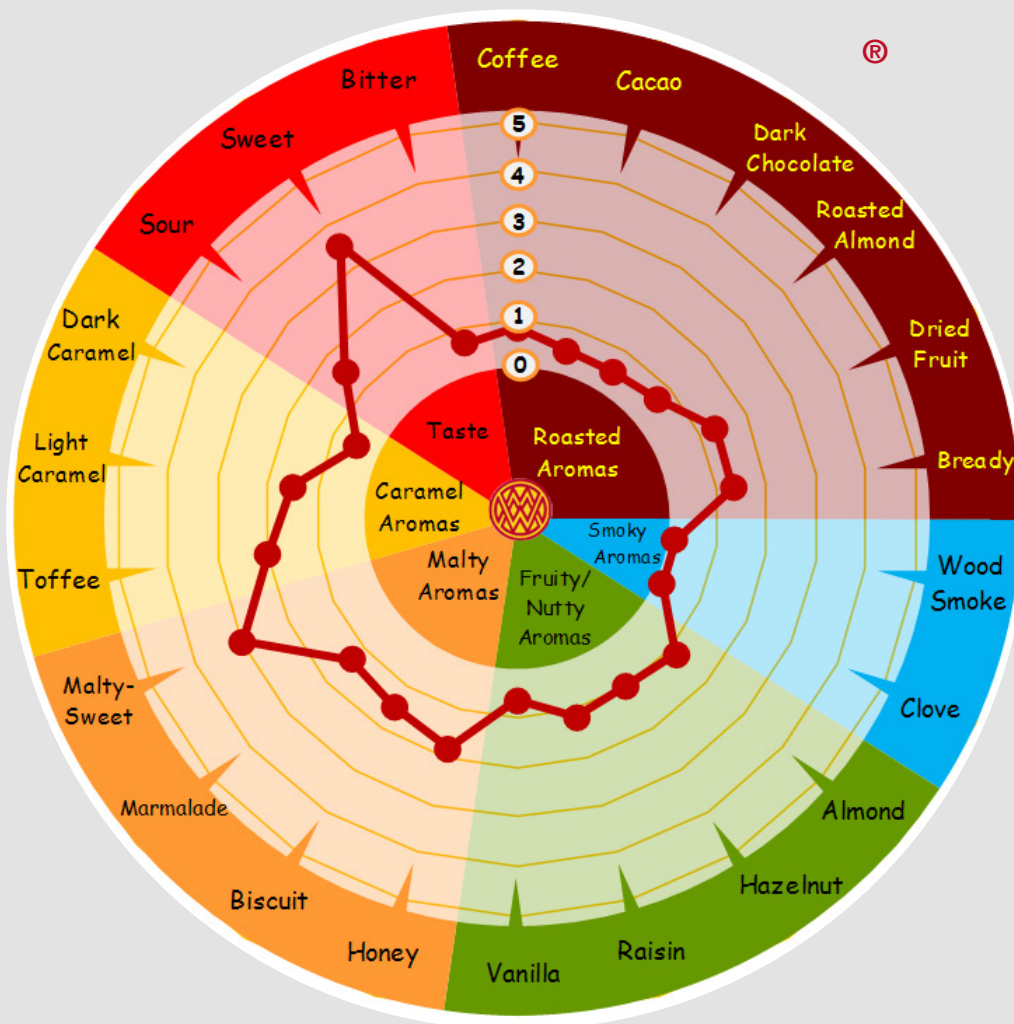 ®
Coffee
Cacao
Dark
Chocolate
Roasted
Almond
Dried
Fruit
Bready
Wood
Smoke
Clove
Almond
Hazelnut
Raisin
Vanilla
Honey
Biscuit
Marmalade
Malty-
Sweet
Toffee
Light
Caramel
Dark
Caramel
Sour
Sweet
Bitter
5
4
3
2
1
0
Taste
Roasted
Aromas
Smoky
Aromas
Fruity/
Nutty
Aromas
Malty
Aromas
Caramel
Aromas